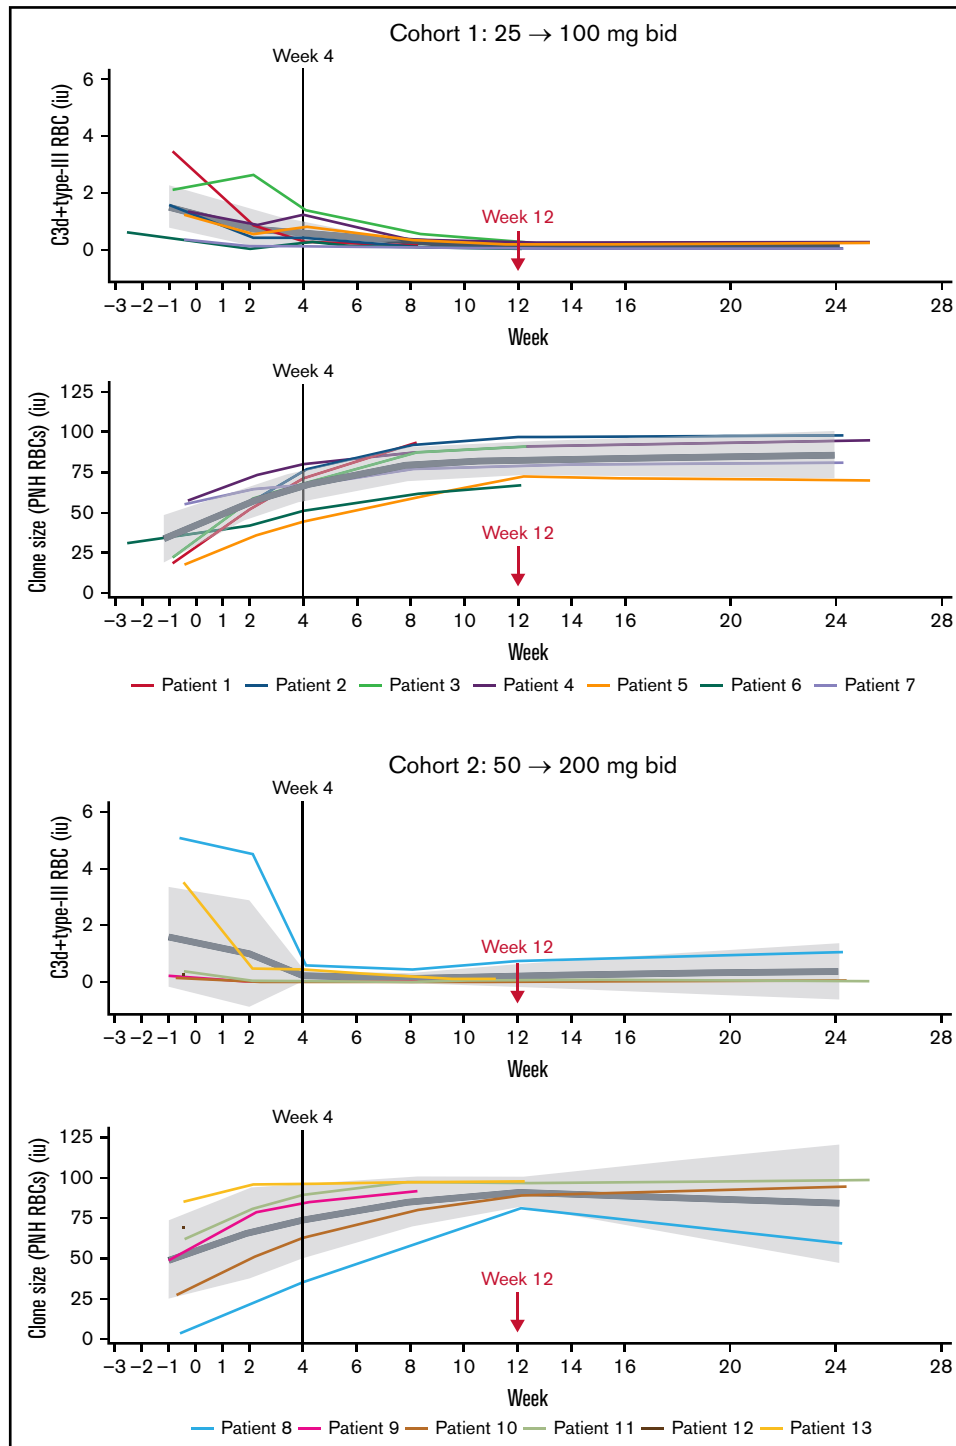 Cohort 1: 25 → 100 mg bid
Week 4
C3d+type-III RBC (iu)
6
4
2
0
Week 12
−3 −2 −1 0 1 2 4 6 8 10 12 14 16 20 24 28
Week
Week 4
Clone size (PNH RBCs) (iu)
125
100
75
50
25
0
Week 12
−3 −2 −1 0 1 2 4 6 8 10 12 14 16 20 24 28
Week
Patient 1 Patient 2 Patient 3 Patient 4 Patient 5 Patient 6 Patient 7
Cohort 2: 50 → 200 mg bid
Week 4
C3d+type-III RBC (iu)
6
4
2
0
Week 12
−3 −2 −1 0 1 2 4 6 8 10 12 14 16 20 24 28
Week
Week 4
Clone size (PNH RBCs) (iu)
125
100
75
50
25
0
Week 12
−3 −2 −1 0 1 2 4 6 8 10 12 14 16 20 24 28
Week
Patient 8 Patient 9 Patient 10 Patient 11 Patient 12 Patient 13